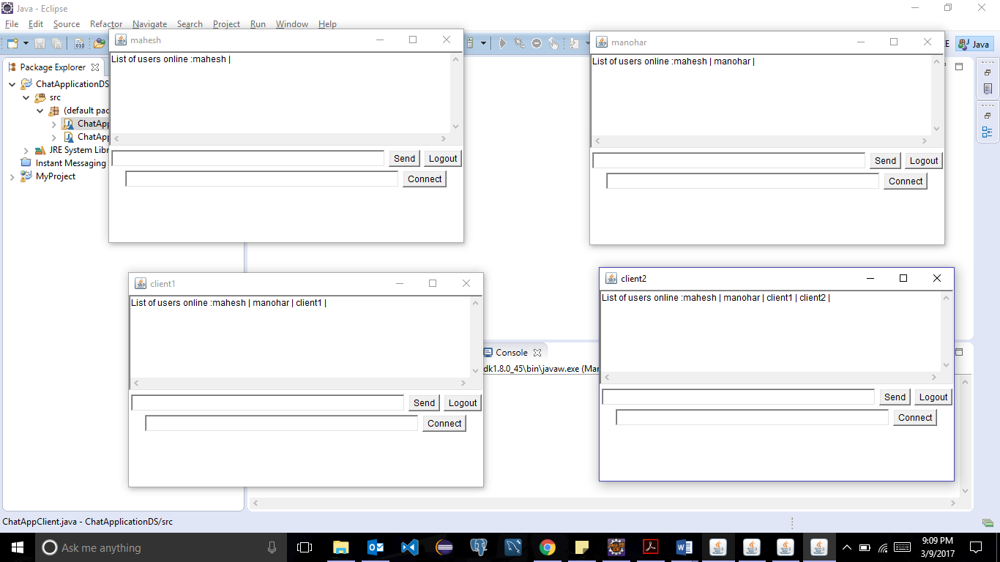 Java - Eclipse
File Edit Source Refactor Navigate Search Project Run Window Help
Java
Package Explorer
ChatApplicationDS
src
(default pac
ChatApp
ChatApp
JRE System Libr
Instant Messaging
MyProject
mahesh
List of users online :mahesh |
Send Logout
Connect
manohar
List of users online :mahesh | manohar |
Send Logout
Connect
client1
List of users online :mahesh | manohar | client1 |
Send Logout
Connect
client2
List of users online :mahesh | manohar | client1 | client2 |
Send Logout
Connect
Console
dk1.8.0_45\bin\javaw.exe (Mar
ChatAppClient.java - ChatApplicationDS/src
Ask me anything
9:09 PM
3/9/2017